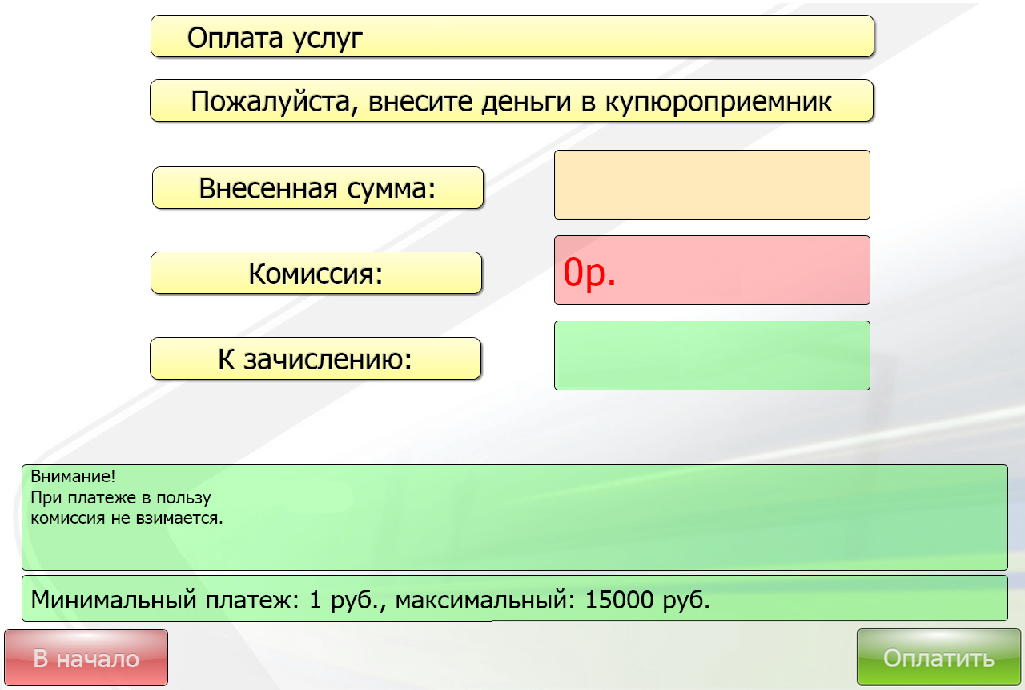 Оплата услуг
Пожалуйста, внесите деньги в купюроприемник
Внесенная сумма:
Комиссия:
0р.
К зачислению:
Внимание!
При платеже в пользу
комиссия не взимается.
Минимальный платеж: 1 руб., максимальный: 15000 руб.
В начало
Оплатить